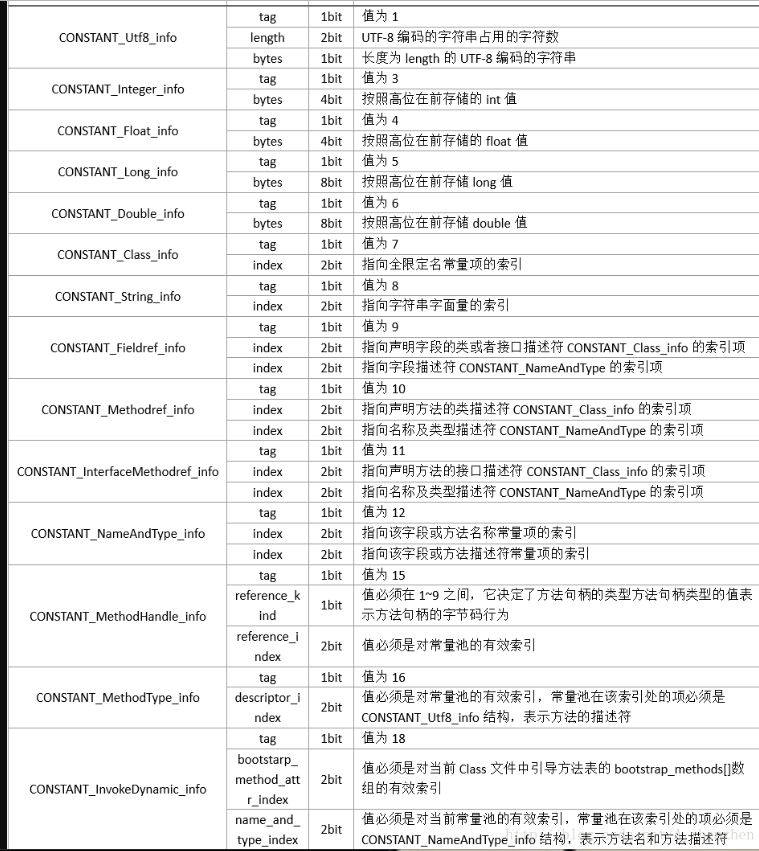 CONSTANT_Utf8_info
tag 1bit 值为 1
length 2bit UTF-8 编码的字符串占用的字符数
bytes 1bit 长度为 length 的 UTF-8 编码的字符串
CONSTANT_Integer_info
tag 1bit 值为 3
bytes 4bit 按照高位在前存储的 int 值
CONSTANT_Float_info
tag 1bit 值为 4
bytes 4bit 按照高位在前存储的 float 值
CONSTANT_Long_info
tag 1bit 值为 5
bytes 8bit 按照高位在前存储 long 值
CONSTANT_Double_info
tag 1bit 值为 6
bytes 8bit 按照高位在前存储 double 值
CONSTANT_Class_info
tag 1bit 值为 7
index 2bit 指向全限定名常量项的索引
CONSTANT_String_info
tag 1bit 值为 8
index 2bit 指向字符串字面量的索引
CONSTANT_Fieldref_info
tag 1bit 值为 9
index 2bit 指向声明字段的类或者接口描述符 CONSTANT_Class_info 的索引项
index 2bit 指向字段描述符 CONSTANT_NameAndType 的索引项
CONSTANT_Methodref_info
tag 1bit 值为 10
index 2bit 指向声明方法的类描述符 CONSTANT_Class_info 的索引项
index 2bit 指向名称及类型描述符 CONSTANT_NameAndType 的索引项
CONSTANT_InterfaceMethodref_info
tag 1bit 值为 11
index 2bit 指向声明方法的接口描述符 CONSTANT_Class_info 的索引项
index 2bit 指向名称及类型描述符 CONSTANT_NameAndType 的索引项
CONSTANT_NameAndType_info
tag 1bit 值为 12
index 2bit 指向该字段或方法名称常量项的索引
index 2bit 指向该字段或方法描述符常量项的索引
CONSTANT_MethodHandle_info
tag 1bit 值为 15
reference_k
ind
1bit
值必须在 1~9 之间，它决定了方法句柄的类型方法句柄类型的值表
示方法句柄的字节码行为
reference_i
ndex
2bit
值必须是对常量池的有效索引
CONSTANT_MethodType_info
tag 1bit 值为 16
descriptor_i
ndex
2bit
值必须是对常量池的有效索引，常量池在该索引处的项必须是
CONSTANT_Utf8_info 结构，表示方法的描述符
CONSTANT_InvokeDynamic_info
tag 1bit 值为 18
bootstarp_
method_att
r_index
2bit
值必须是对当前 Class 文件中引导方法表的 bootstrap_methods[]数
组的有效索引
name_and_
type_index
2bit
值必须是对当前常量池的有效索引，常量池在该索引处的项必须是
CONSTANT_NameAndType_info 结构，表示方法名和方法描述符